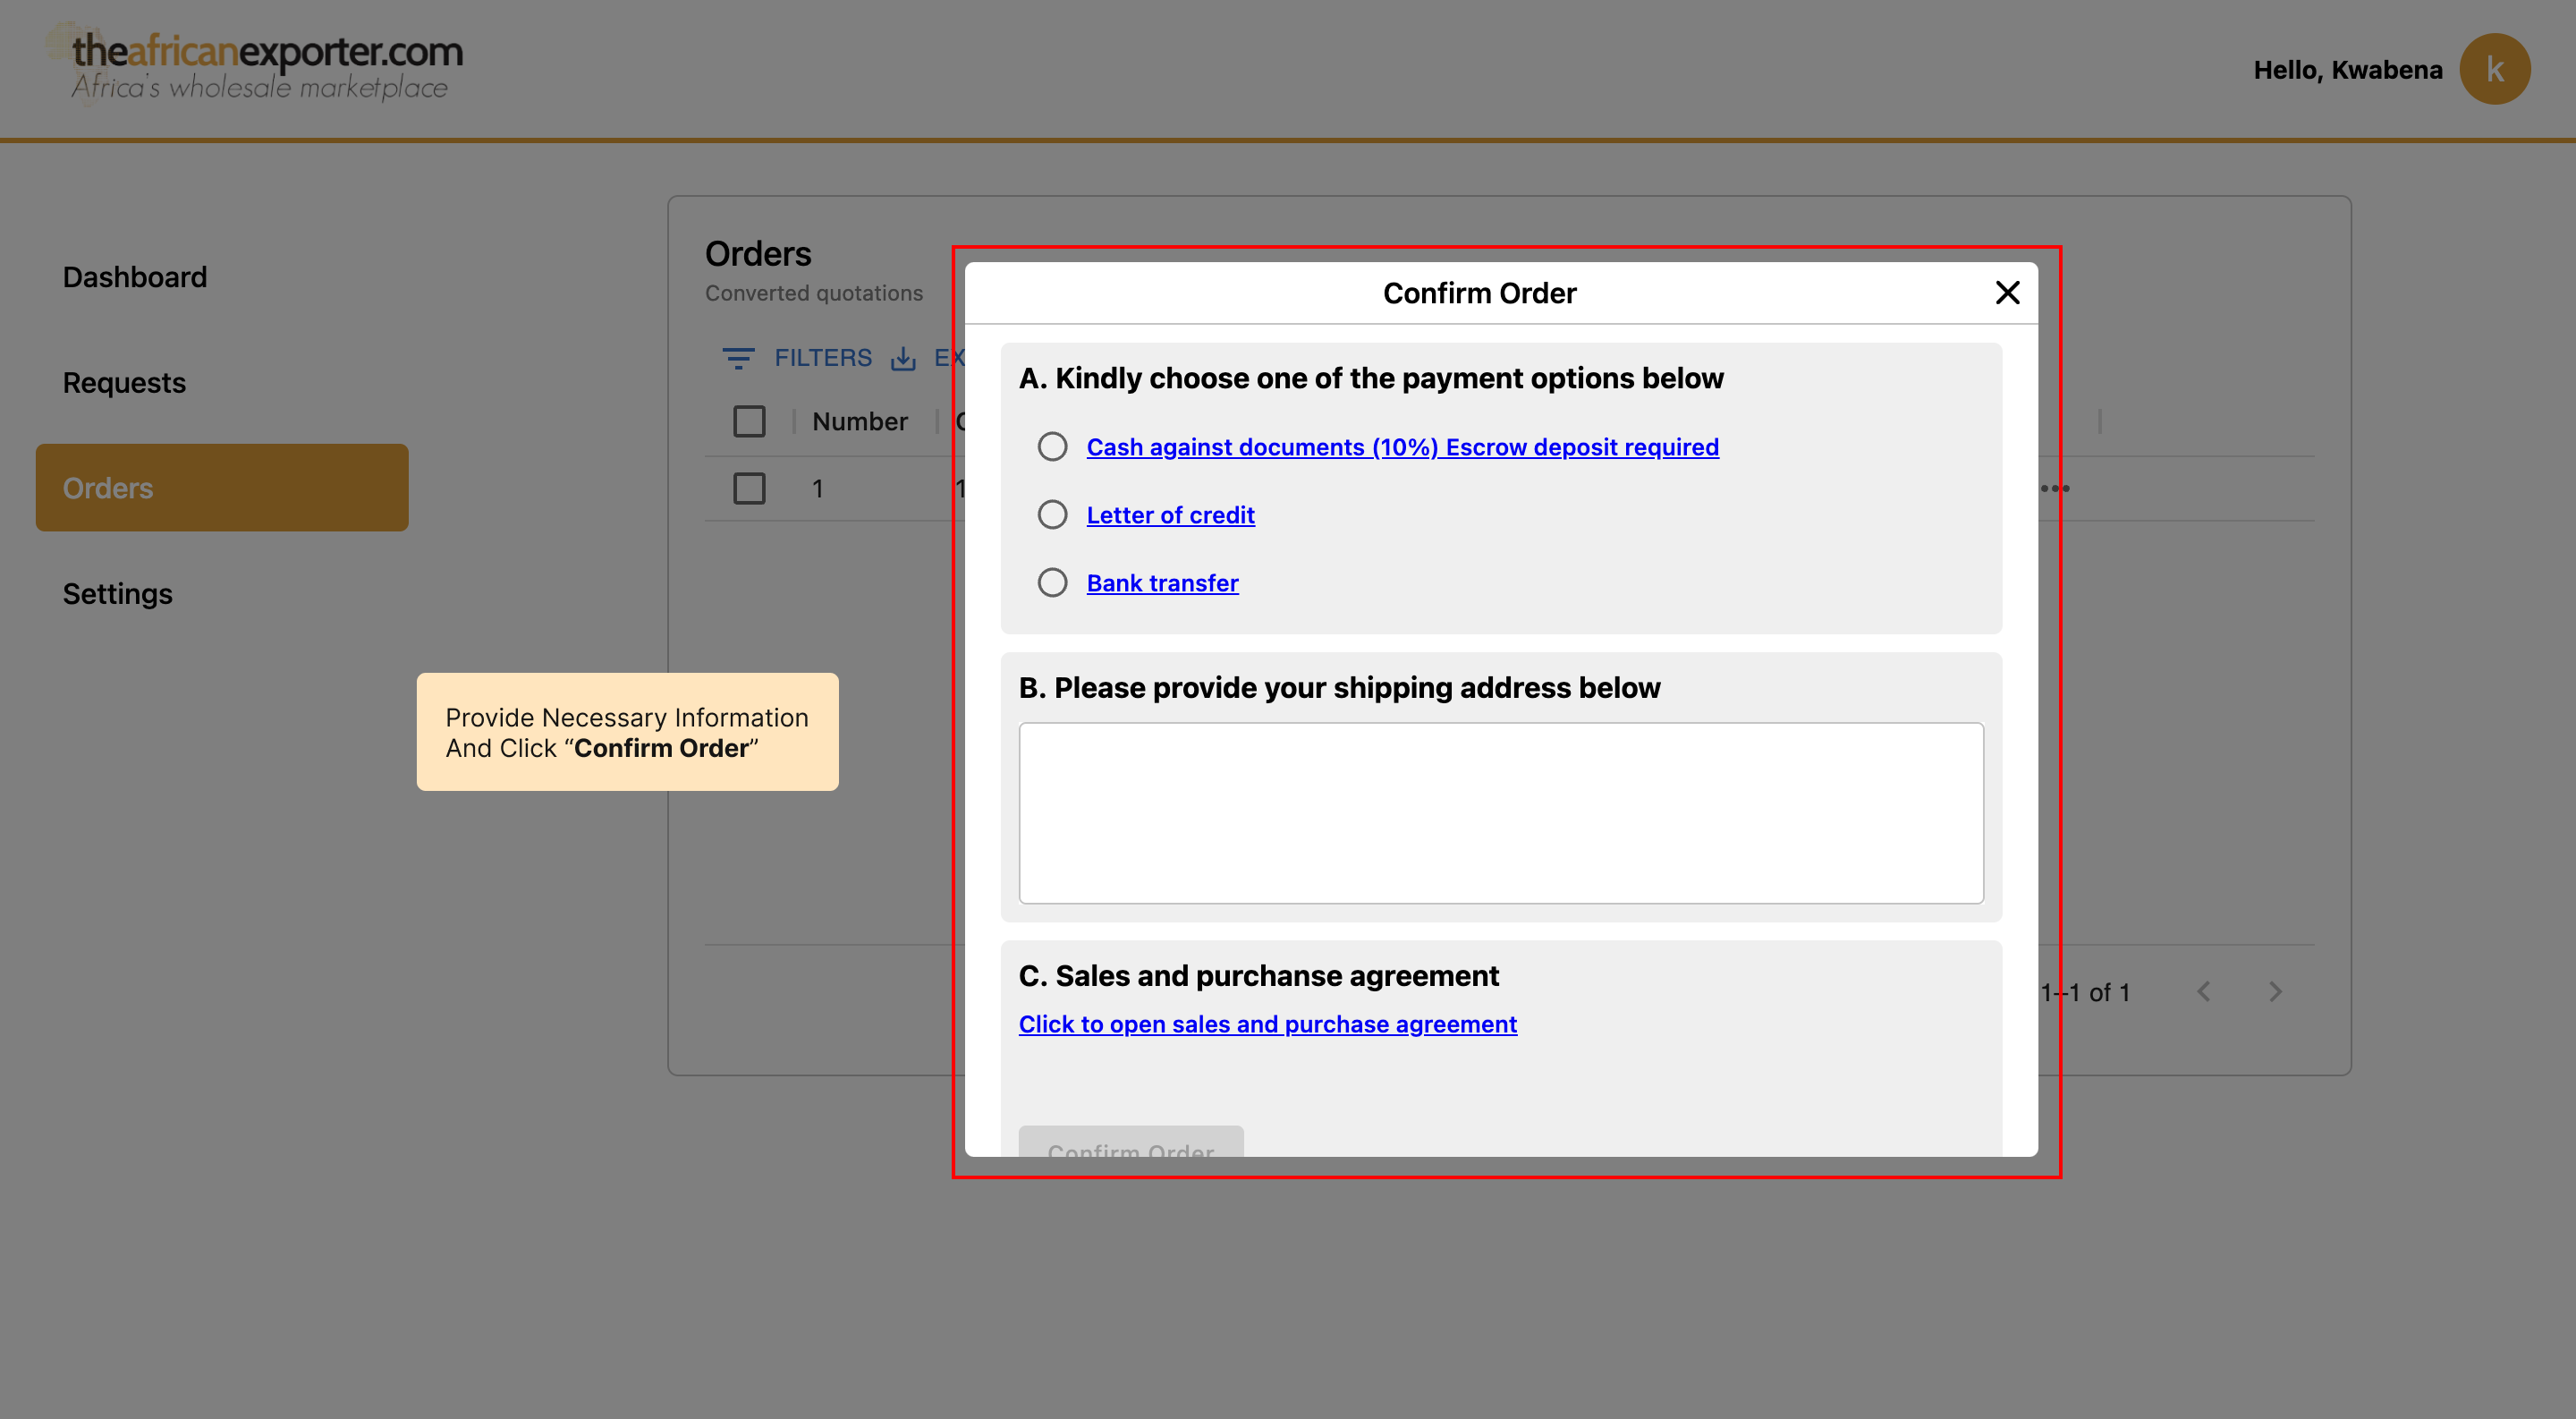 theafricanexporter.com
Africa's wholesale marketplace
Hello, Kwabena
k
Dashboard
Requests
Orders
Settings
Orders
Converted quotations
FILTERS
Number
1
Provide Necessary Information
And Click “Confirm Order”
Confirm Order
A. Kindly choose one of the payment options below
Cash against documents (10%) Escrow deposit required
Letter of credit
Bank transfer
B. Please provide your shipping address below
C. Sales and purchanse agreement
Click to open sales and purchase agreement
Confirm Order
1–1 of 1